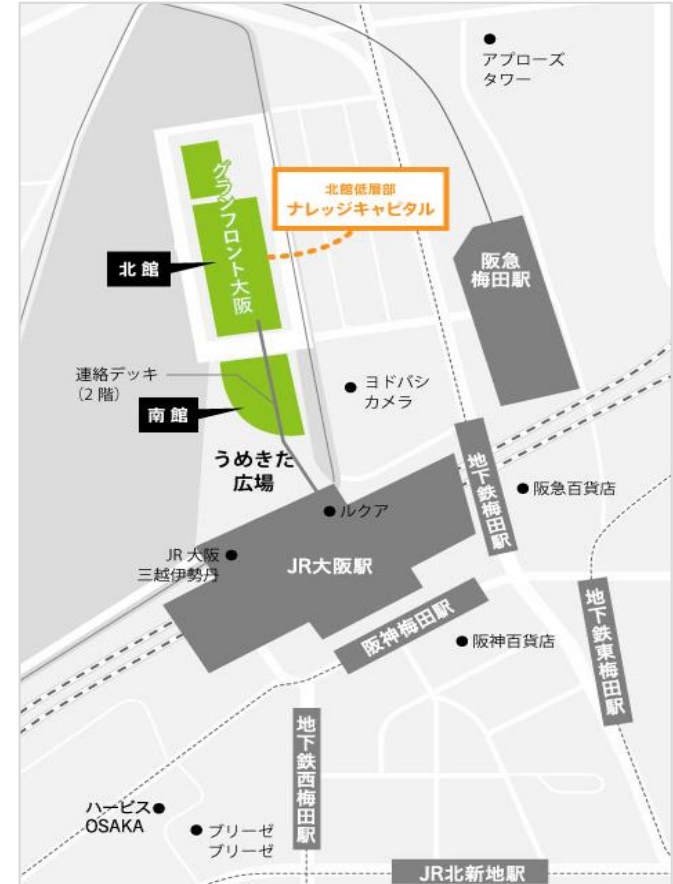 アプローズ
タワー
グランフロント大阪
北館低層部
ナレッジキャピタル
北館
阪急
梅田駅
連絡デッキ
(2 階)
南館
ヨドバシ
カメラ
うめきた
広場
地下鉄梅田駅
阪急百貨店
ルクア
JR 大阪
三越伊勢丹
JR大阪駅
阪神梅田駅
阪神百貨店
地下鉄東梅田駅
地下鉄西梅田駅
ハービス
OSAKA
ブリーゼ
ブリーゼ
JR北新地駅